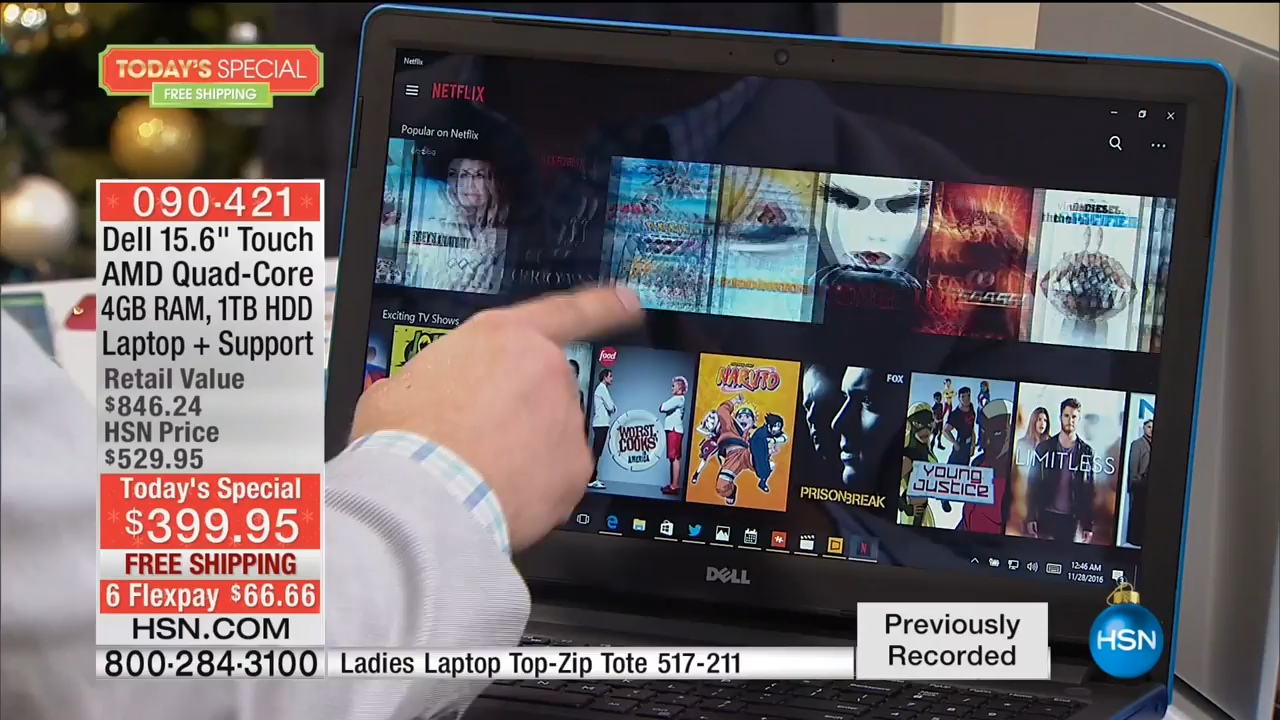 TODAY'S SPECIAL
FREE SHIPPING
090-421
Dell 15.6" Touch
AMD Quad-Core
4GB RAM, 1TB HDD
Laptop + Support
Retail Value
$846.24
HSN Price
$529.95
Today's Special
$399.95
FREE SHIPPING
6 Flexpay $66.66
HSN.COM
800-284-3100
Ladies Laptop Top-Zip Tote 517-211
Previously
Recorded
HSN
Netflix
NETFLIX
Popular on Netflix
Exciting TV Shows
food
WORST
COOKS
AMERICA
NARUTO
FOX
PRISON BREAK
YOUNG
JUSTICE
LIMITLESS
12:46 AM
11/28/2016
DELL